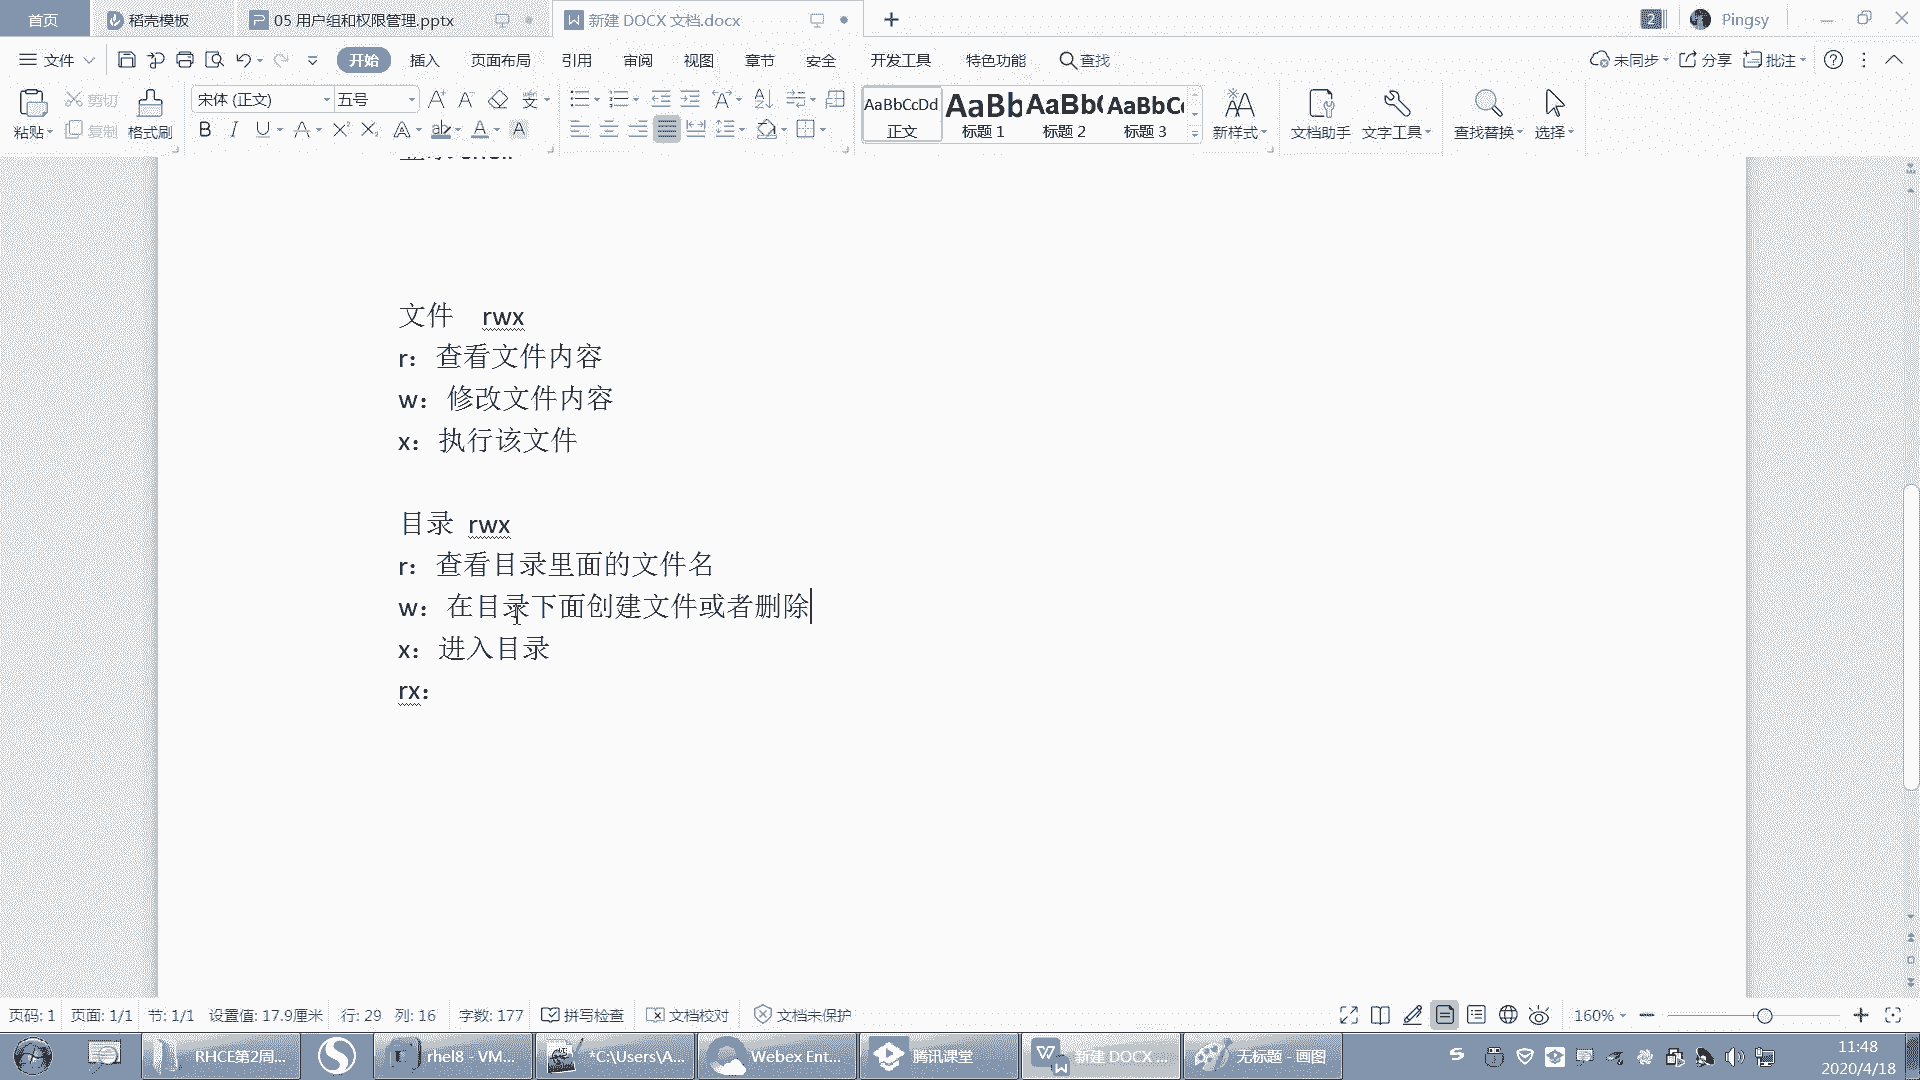 首页 稻壳模板 05 用户组和权限管理.pptx 新建 DOCX 文档.docx 2 Pingsy
文件 开始 插入 页面布局 引用 审阅 视图 章节 安全 开发工具 特色功能 查找 未同步 分享 批注
剪切 宋体 (正文) 五号 AaBbCcDd AaBb AaBb( AaBbC
粘贴 复制 格式刷 正文 标题 1 标题 2 标题 3 新样式 文档助手 文字工具 查找替换 选择
文件 rwx
r：查看文件内容
w：修改文件内容
x：执行该文件
目录 rwx
r：查看目录里面的文件名
w：在目录下面创建文件或者删除
x：进入目录
rx：
页码: 1 页面: 1/1 节: 1/1 设置值: 17.9厘米 行: 29 列: 16 字数: 177 拼写检查 文档校对 文档未保护 160%
RHCE第2周... rhel8 - VM... *C:\Users\A... Webex Ent... 腾讯课堂 新建 DOCX ... 无标题 - 画图 11:48
2020/4/18